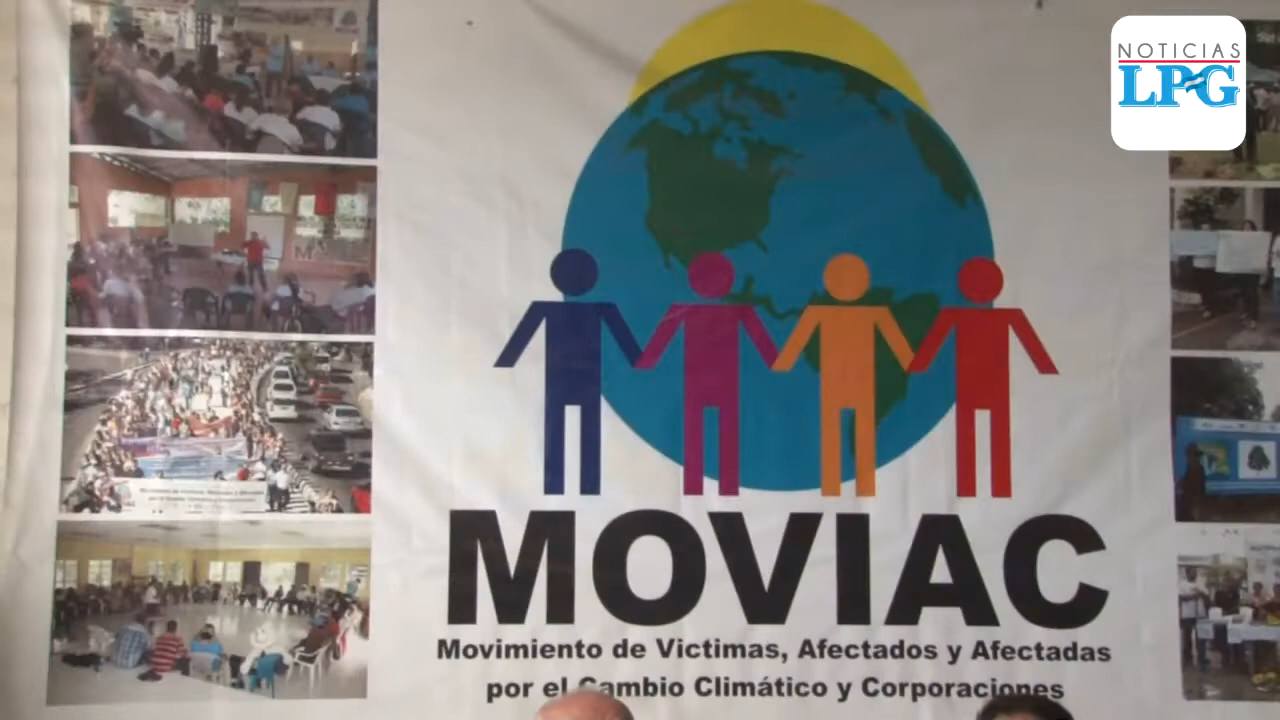 NOTICIAS
LPG
MOVIAC
Movimiento de Victimas, Afectados y Afectadas
por el Cambio Climático y Corporaciones